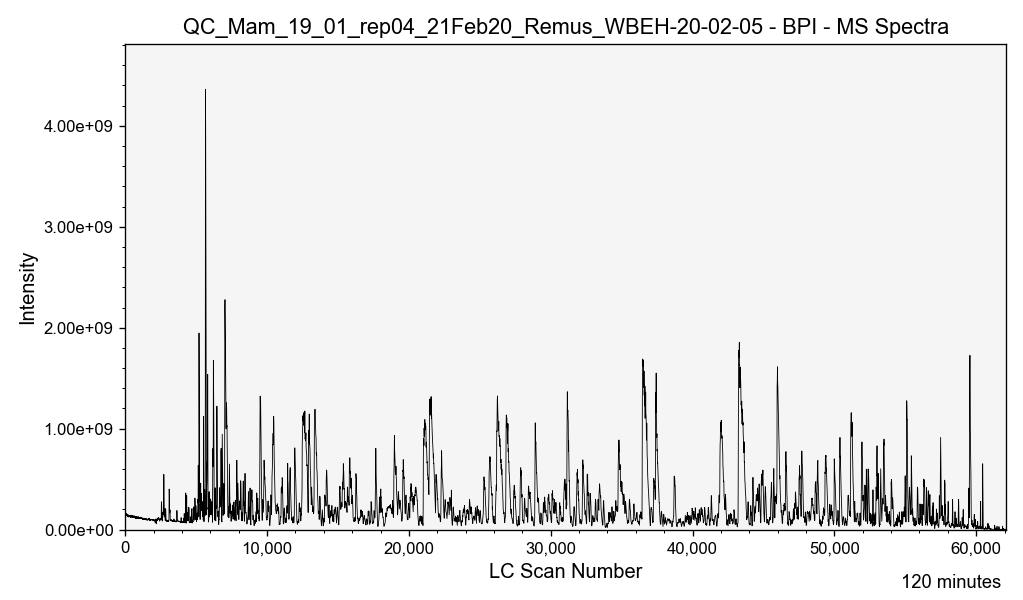 QC_Mam_19_01_rep04_21Feb20_Remus_WBEH-20-02-05 - BPI - MS Spectra
Intensity
4.00e+09
3.00e+09
2.00e+09
1.00e+09
0.00e+00
0 10,000 20,000 30,000 40,000 50,000 60,000
LC Scan Number
120 minutes